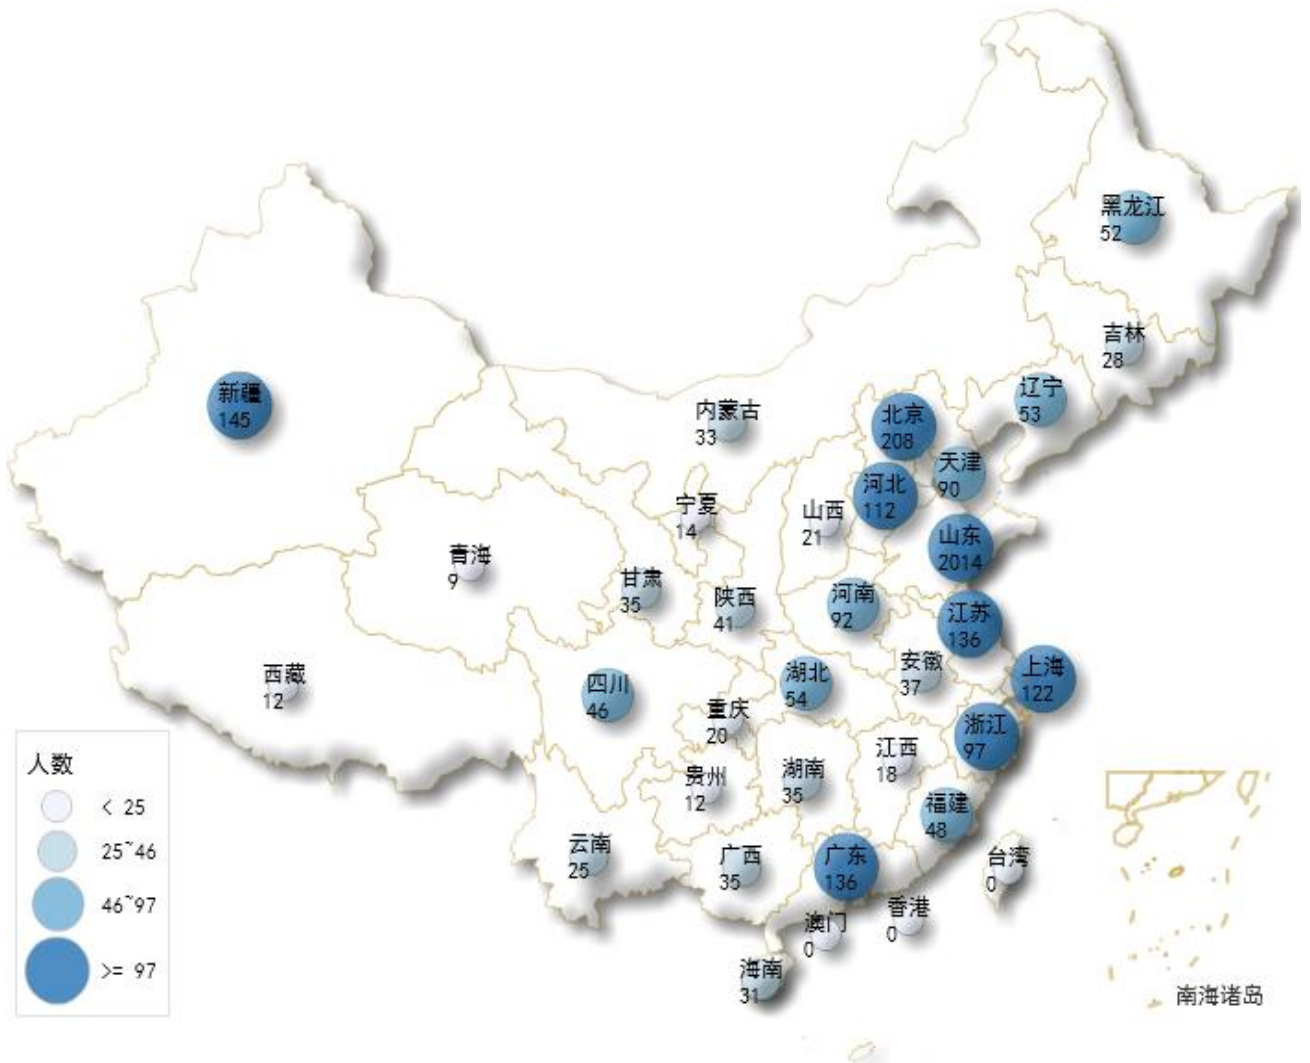 黑龙江
52
吉林
28
新疆
145
辽宁
53
内蒙古
33
北京
208
天津
90
河北
112
宁夏
14
山西
21
山东
2014
青海
9
甘肃
35
陕西
41
河南
92
江苏
136
安徽
37
上海
122
西藏
12
四川
46
湖北
54
重庆
20
浙江
97
江西
18
贵州
12
湖南
35
福建
48
云南
25
广西
35
广东
136
台湾
0
香港
0
澳门
0
海南
31
人数
< 25
25~46
46~97
>= 97
南海诸岛